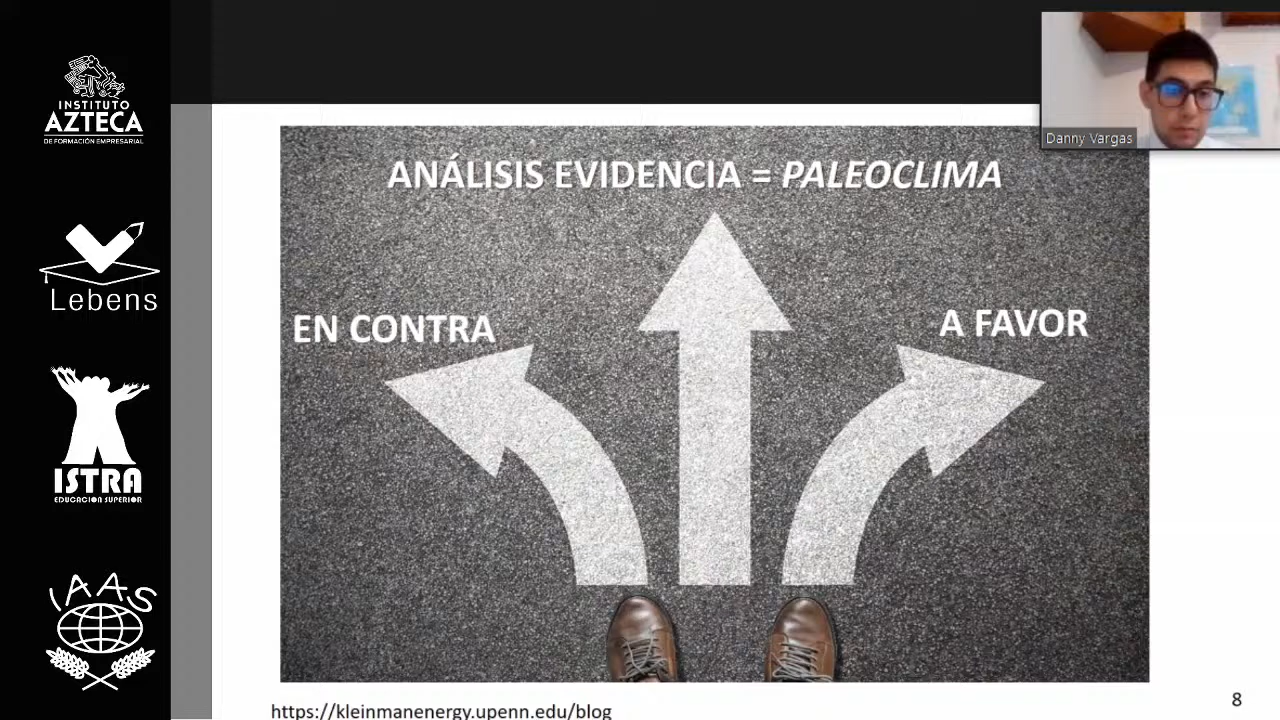 INSTITUTO
AZTECA
DE FORMACIÓN EMPRESARIAL
Lebens
ISTRA
EDUCACION SUPERIOR
IAAS
ANÁLISIS EVIDENCIA = PALEOCLIMA
EN CONTRA
A FAVOR
Danny Vargas
https://kleinmanenergy.upenn.edu/blog
8